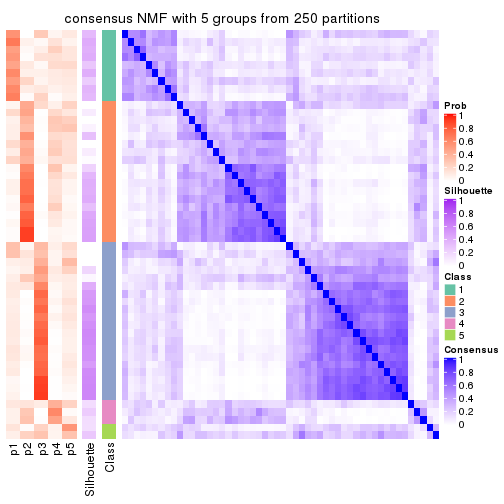 consensus NMF with 5 groups from 250 partitions
Prob
1
0.8
0.6
0.4
0.2
0
Silhouette
1
0.8
0.6
0.4
0.2
0
Class
1
2
3
4
5
Consensus
1
0.8
0.6
0.4
0.2
0
p1
p2
p3
p4
p5
Silhouette
Class